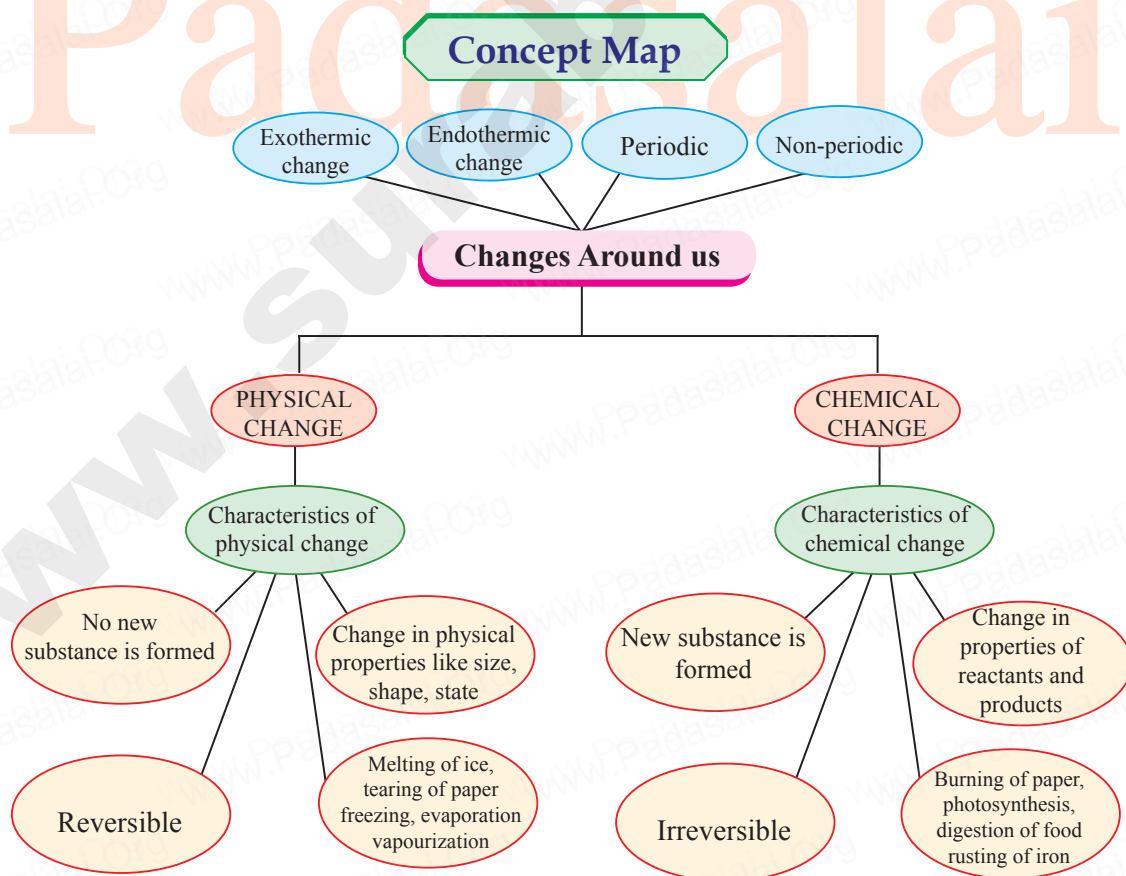 Padasalai
Concept Map
Exothermic
change
Endothermic
change
Periodic
Non-periodic
Changes Around us
PHYSICAL
CHANGE
CHEMICAL
CHANGE
Characteristics of
physical change
Characteristics of
chemical change
No new
substance is formed
Change in physical
properties like size,
shape, state
New substance is
formed
Change in
properties of
reactants and
products
Reversible
Melting of ice,
tearing of paper
freezing, evaporation
vapourization
Irreversible
Burning of paper,
photosynthesis,
digestion of food
rusting of iron